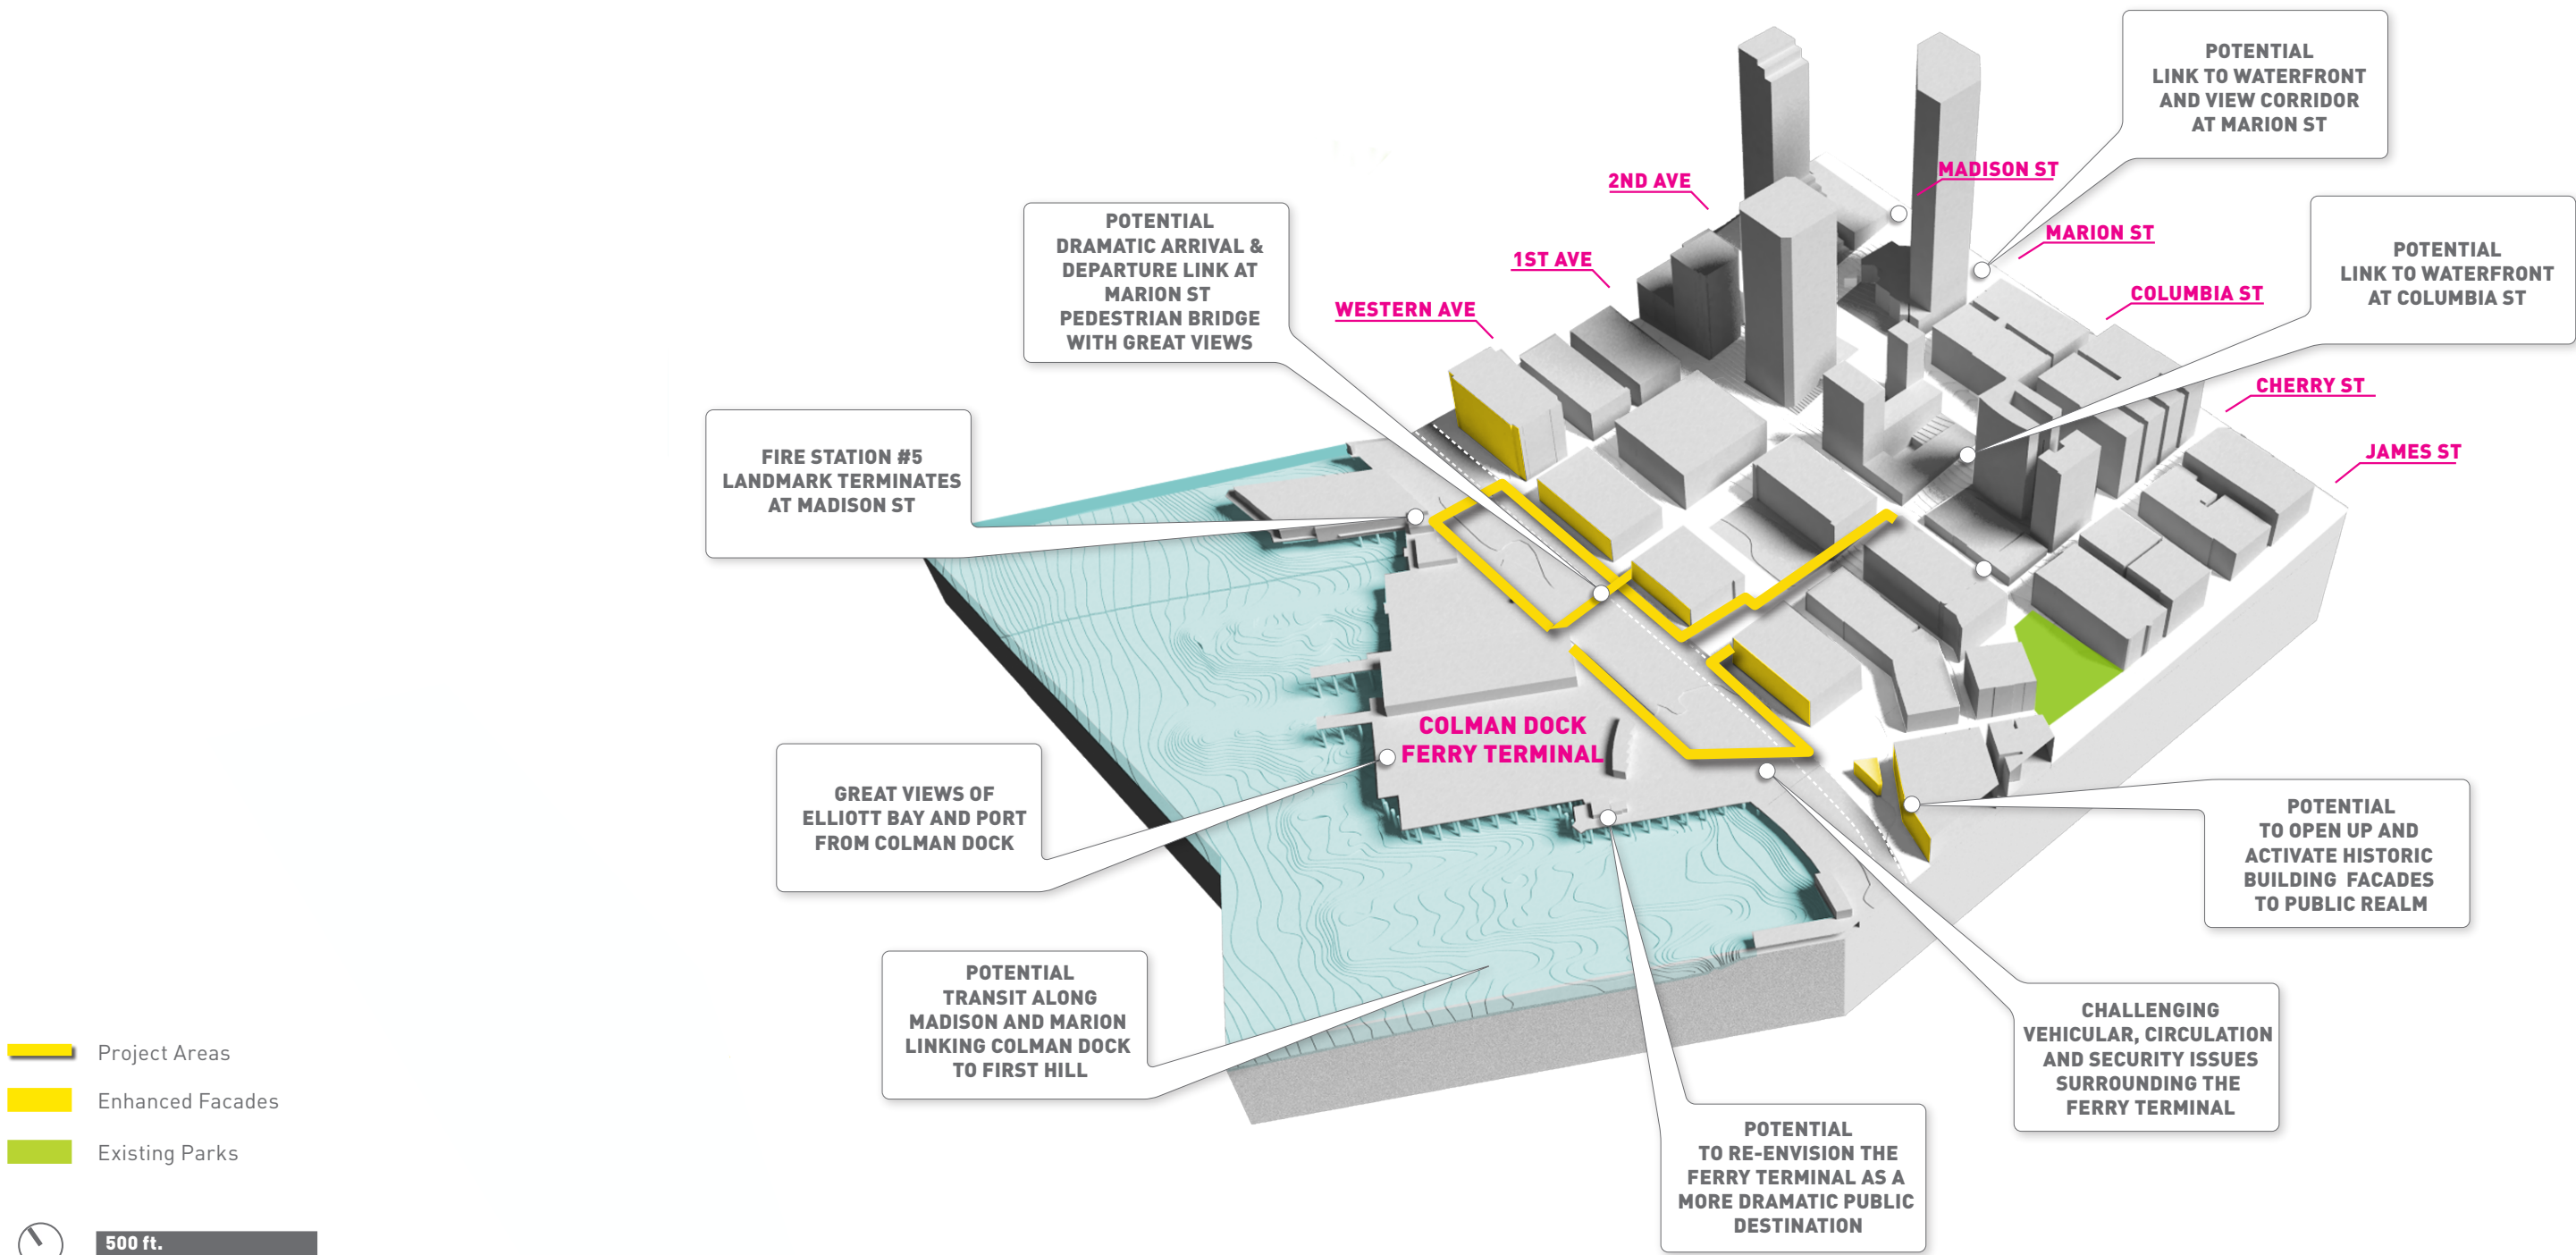 POTENTIAL
LINK TO WATERFRONT
AND VIEW CORRIDOR
AT MARION ST
MADISON ST
2ND AVE
POTENTIAL
DRAMATIC ARRIVAL &
DEPARTURE LINK AT
MARION ST
PEDESTRIAN BRIDGE
WITH GREAT VIEWS
MARION ST
POTENTIAL
LINK TO WATERFRONT
AT COLUMBIA ST
1ST AVE
COLUMBIA ST
WESTERN AVE
CHERRY ST
JAMES ST
FIRE STATION #5
LANDMARK TERMINATES
AT MADISON ST
COLMAN DOCK
FERRY TERMINAL
GREAT VIEWS OF
ELLIOTT BAY AND PORT
FROM COLMAN DOCK
POTENTIAL
TO OPEN UP AND
ACTIVATE HISTORIC
BUILDING FACADES
TO PUBLIC REALM
POTENTIAL
TRANSIT ALONG
MADISON AND MARION
LINKING COLMAN DOCK
TO FIRST HILL
CHALLENGING
VEHICULAR, CIRCULATION
AND SECURITY ISSUES
SURROUNDING THE
FERRY TERMINAL
POTENTIAL
TO RE-ENVISION THE
FERRY TERMINAL AS A
MORE DRAMATIC PUBLIC
DESTINATION
Project Areas
Enhanced Facades
Existing Parks
500 ft.